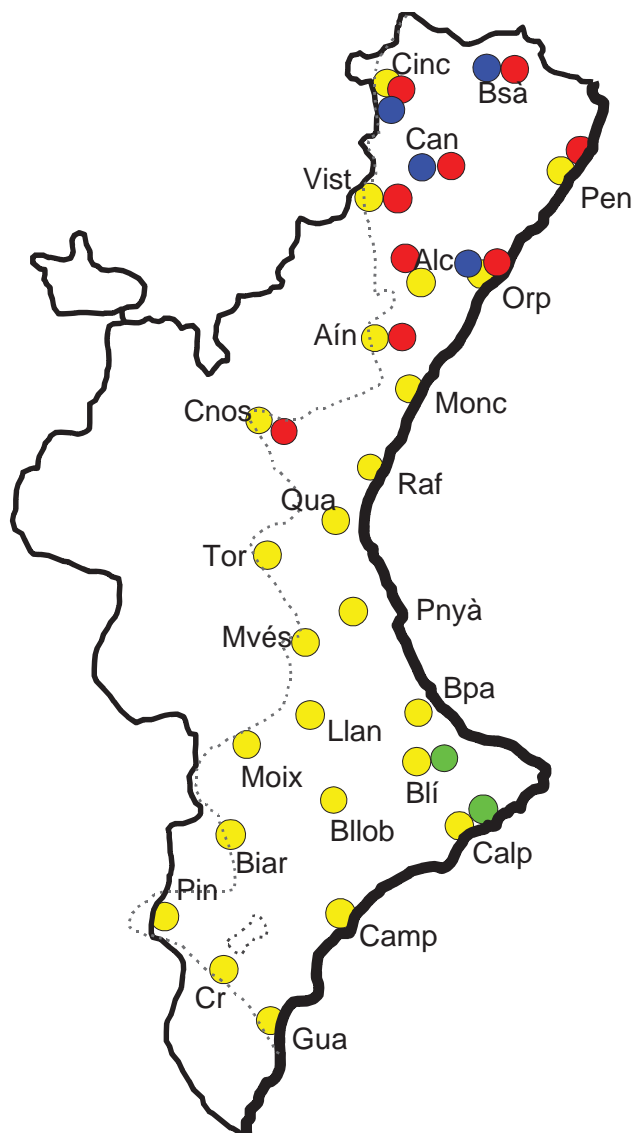 Cinc
Bsà
Can
Vist
Pen
Alc
Orp
Aín
Monc
Cnos
Raf
Qua
Tor
Pnyà
Mvés
Bpa
Llan
Moix
Blí
Bllob
Calp
Biar
Pin
Camp
Cr
Gua